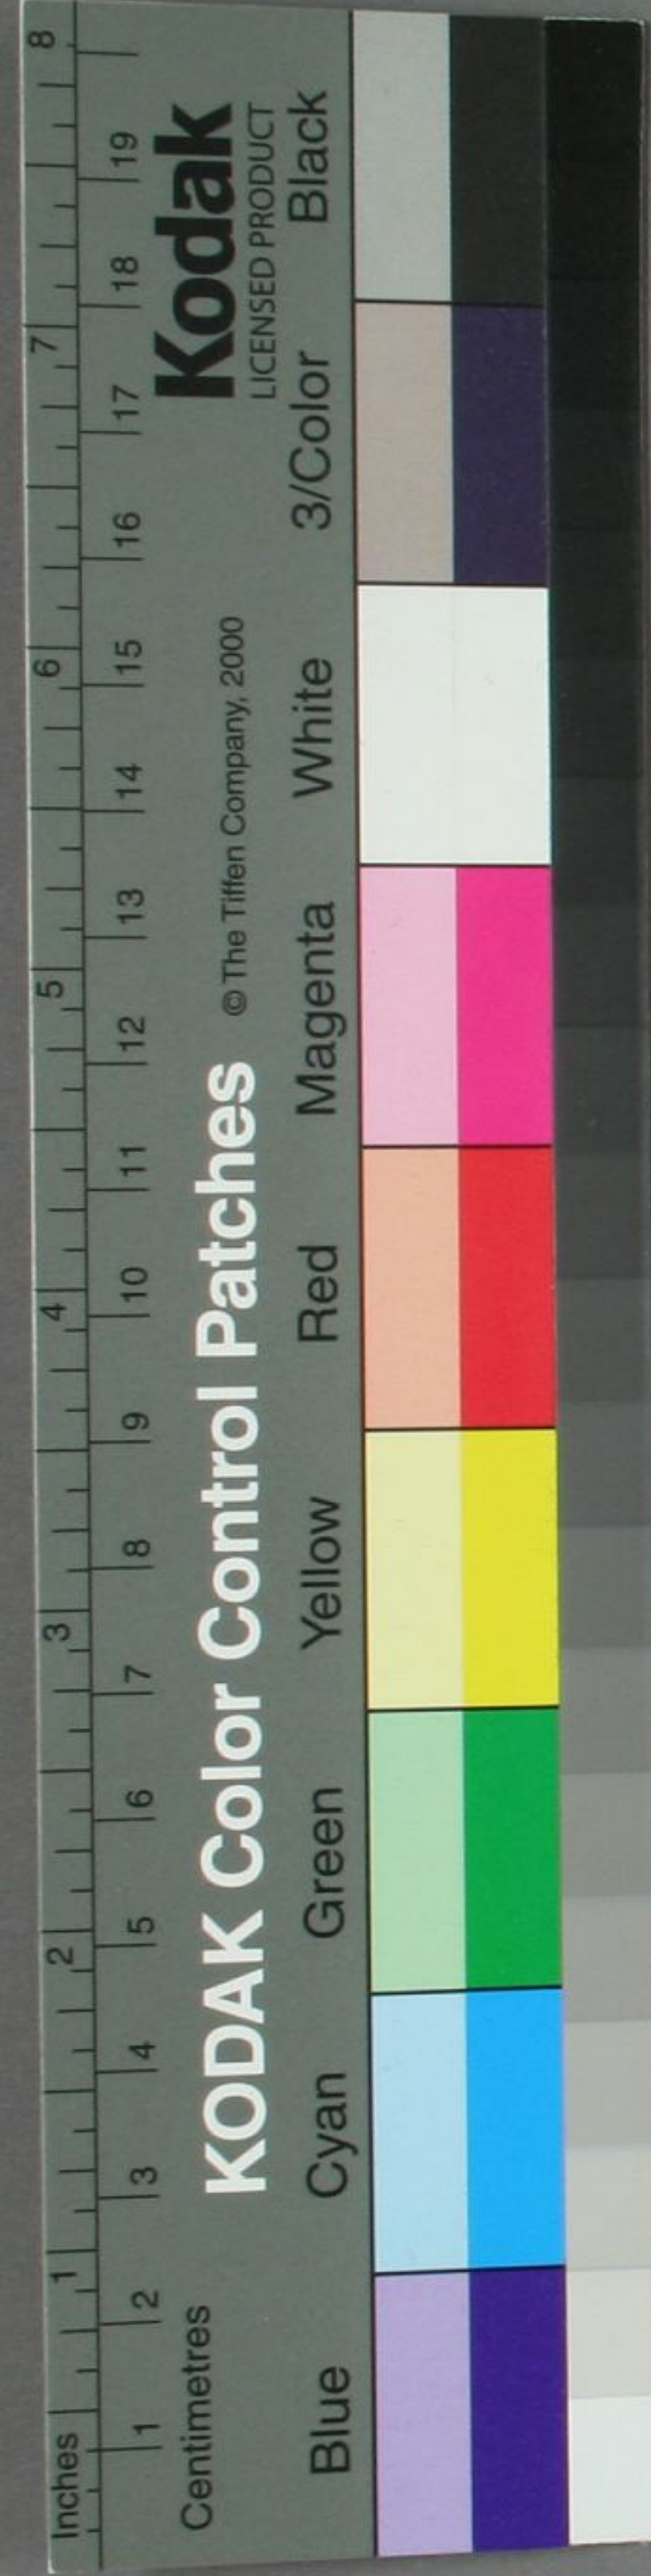 Inches 1 2 3 4 5 6 7 8
1 2 3 4 5 6 7 8 9 10 11 12 13 14 15 16 17 18 19
Centimetres
KODAK Color Control Patches © The Tiffen Company, 2000
Kodak
LICENSED PRODUCT
Blue Cyan Green Yellow Red Magenta White 3/Color Black